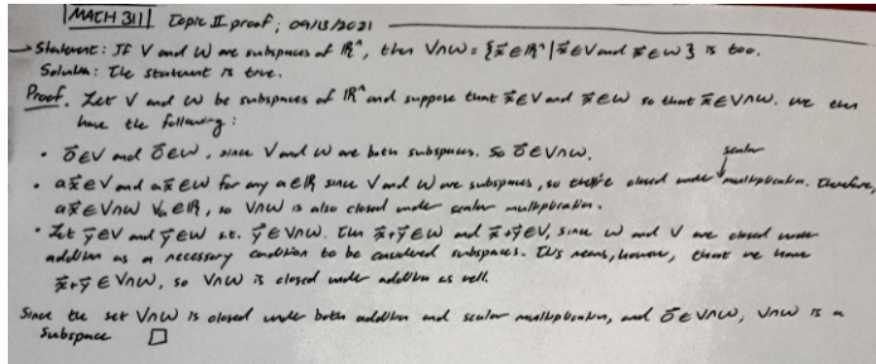 MATH 311 Topic II proof; 09/13/2021
→ Statement: If V and W are subspaces of ℝⁿ, then V∩W = {x⃗ ∈ ℝⁿ | x⃗ ∈ V and x⃗ ∈ W} is too.
Solution: The statement is true.
Proof. Let V and W be subspaces of ℝⁿ and suppose that x⃗ ∈ V and x⃗ ∈ W so that x⃗ ∈ V∩W. We then
have the following:
• 0⃗ ∈ V and 0⃗ ∈ W, since V and W are both subspaces. So 0⃗ ∈ V∩W.
scalar
• ax⃗ ∈ V and ax⃗ ∈ W for any a ∈ ℝ since V and W are subspaces, so they're closed under multiplication. Therefore,
ax⃗ ∈ V∩W ∀a ∈ ℝ, so V∩W is also closed under scalar multiplication.
• Let y⃗ ∈ V and y⃗ ∈ W s.t. y⃗ ∈ V∩W. Then x⃗+y⃗ ∈ W and x⃗+y⃗ ∈ V, since W and V are closed under
addition as a necessary condition to be considered subspaces. This means, however, that we have
x⃗+y⃗ ∈ V∩W, so V∩W is closed under addition as well.
Since the set V∩W is closed under both addition and scalar multiplication, and 0⃗ ∈ V∩W, V∩W is a
subspace □